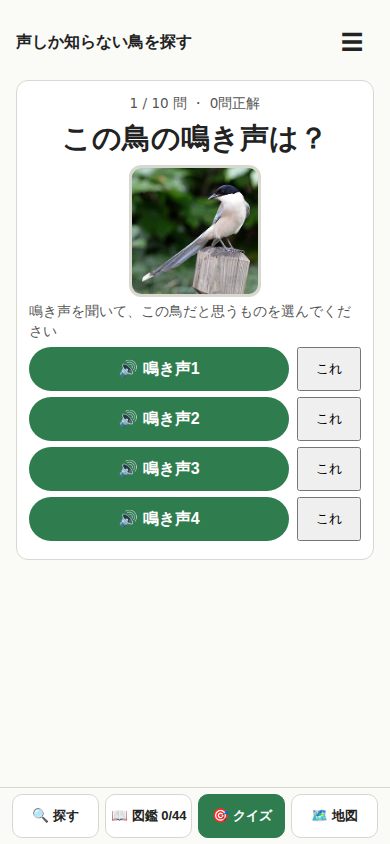 声しか知らない鳥を探す
1 / 10 問 ・ 0問正解
この鳥の鳴き声は？
鳴き声を聞いて、この鳥だと思うものを選んでくだ
さい
🔊 鳴き声1
これ
🔊 鳴き声2
これ
🔊 鳴き声3
これ
🔊 鳴き声4
これ
🔍 探す
📖 図鑑 0/44
🎯 クイズ
🗺️ 地図